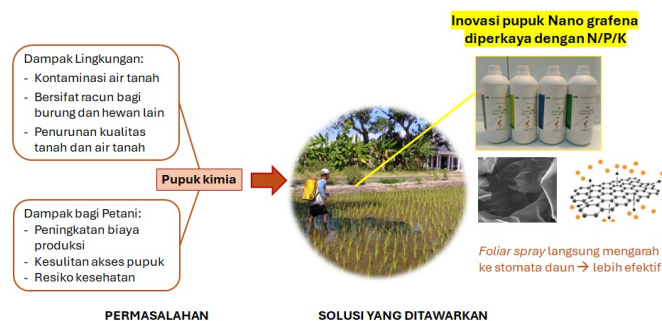 Inovasi pupuk Nano grafena
diperkaya dengan N/P/K
Dampak Lingkungan:
- Kontaminasi air tanah
- Bersifat racun bagi
burung dan hewan lain
- Penurunan kualitas
tanah dan air tanah
Pupuk kimia
Dampak bagi Petani:
- Peningkatan biaya
produksi
- Kesulitan akses pupuk
- Resiko kesehatan
Foliar spray langsung mengarah
ke stomata daun → lebih efektif
PERMASALAHAN
SOLUSI YANG DITAWARKAN